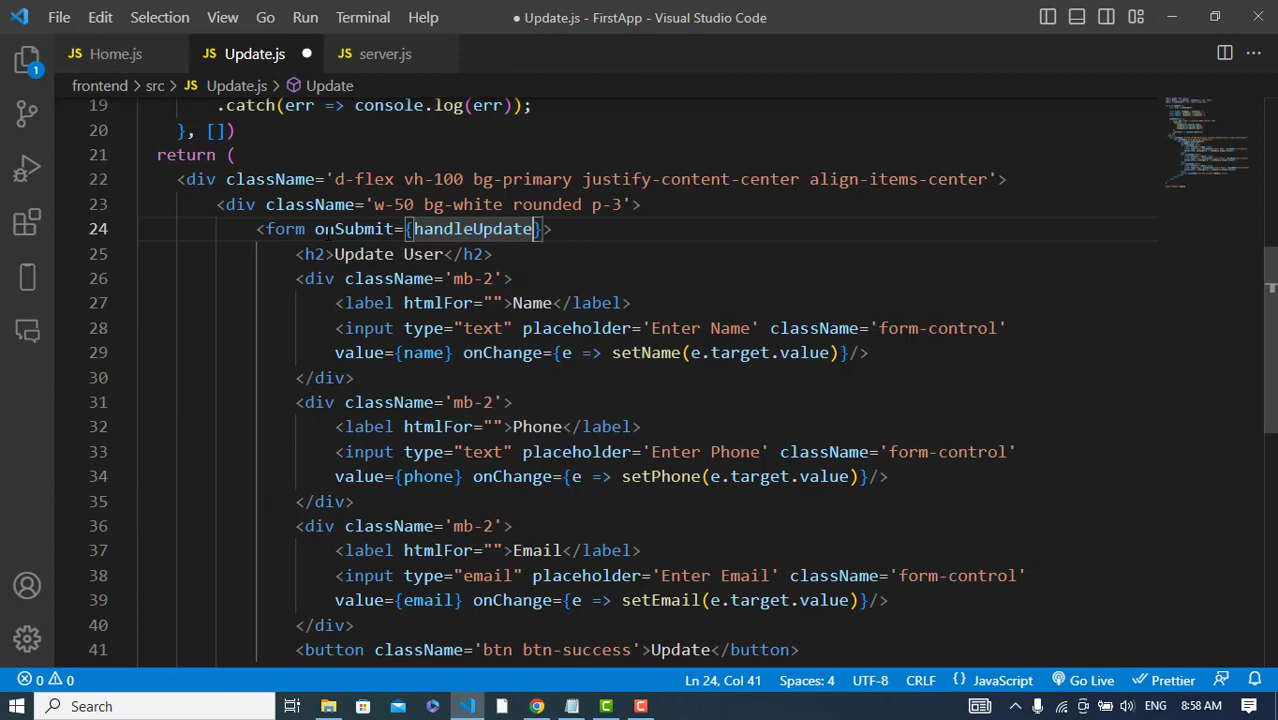 File Edit Selection View Go Run Terminal Help ● Update.js - FirstApp - Visual Studio Code
JS Home.js JS Update.js ● JS server.js
frontend > src > JS Update.js > Update
19 .catch(err => console.log(err));
20 }, [])
21 return (
22 <div className='d-flex vh-100 bg-primary justify-content-center align-items-center'>
23 <div className='w-50 bg-white rounded p-3'>
24 <form onSubmit={handleUpdate}>
25 <h2>Update User</h2>
26 <div className='mb-2'>
27 <label htmlFor="">Name</label>
28 <input type="text" placeholder='Enter Name' className='form-control'
29 value={name} onChange={e => setName(e.target.value)}/>
30 </div>
31 <div className='mb-2'>
32 <label htmlFor="">Phone</label>
33 <input type="text" placeholder='Enter Phone' className='form-control'
34 value={phone} onChange={e => setPhone(e.target.value)}/>
35 </div>
36 <div className='mb-2'>
37 <label htmlFor="">Email</label>
38 <input type="email" placeholder='Enter Email' className='form-control'
39 value={email} onChange={e => setEmail(e.target.value)}/>
40 </div>
41 <button className='btn btn-success'>Update</button>
1
0 0 Ln 24, Col 41 Spaces: 4 UTF-8 CRLF {} JavaScript Go Live Prettier
Search ENG 8:58 AM